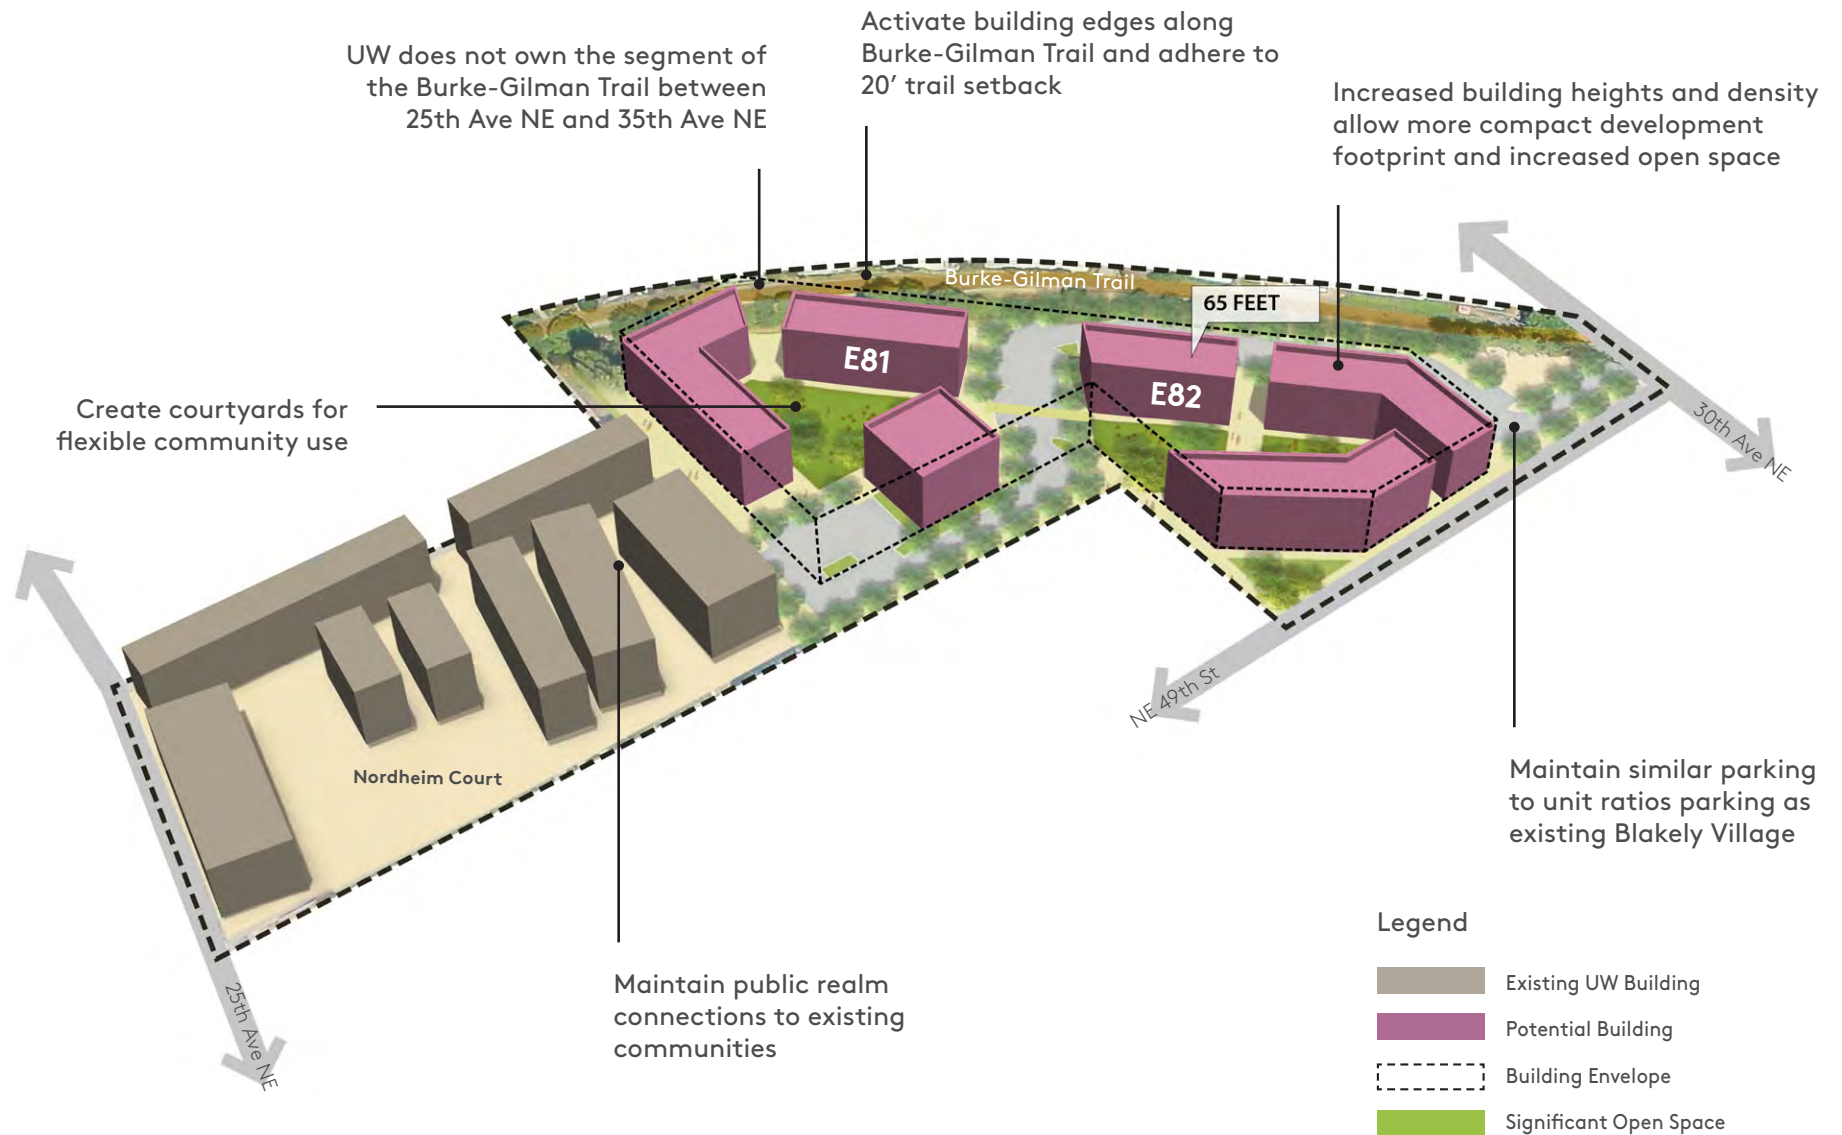 UW does not own the segment of
the Burke-Gilman Trail between
25th Ave NE and 35th Ave NE
Activate building edges along
Burke-Gilman Trail and adhere to
20’ trail setback
Increased building heights and density
allow more compact development
footprint and increased open space
Burke-Gilman Trail
65 FEET
E81
E82
Create courtyards for
flexible community use
30th Ave NE
NE 49th St
Nordheim Court
25th Ave NE
Maintain similar parking
to unit ratios parking as
existing Blakely Village
Maintain public realm
connections to existing
communities
Legend
Existing UW Building
Potential Building
Building Envelope
Significant Open Space